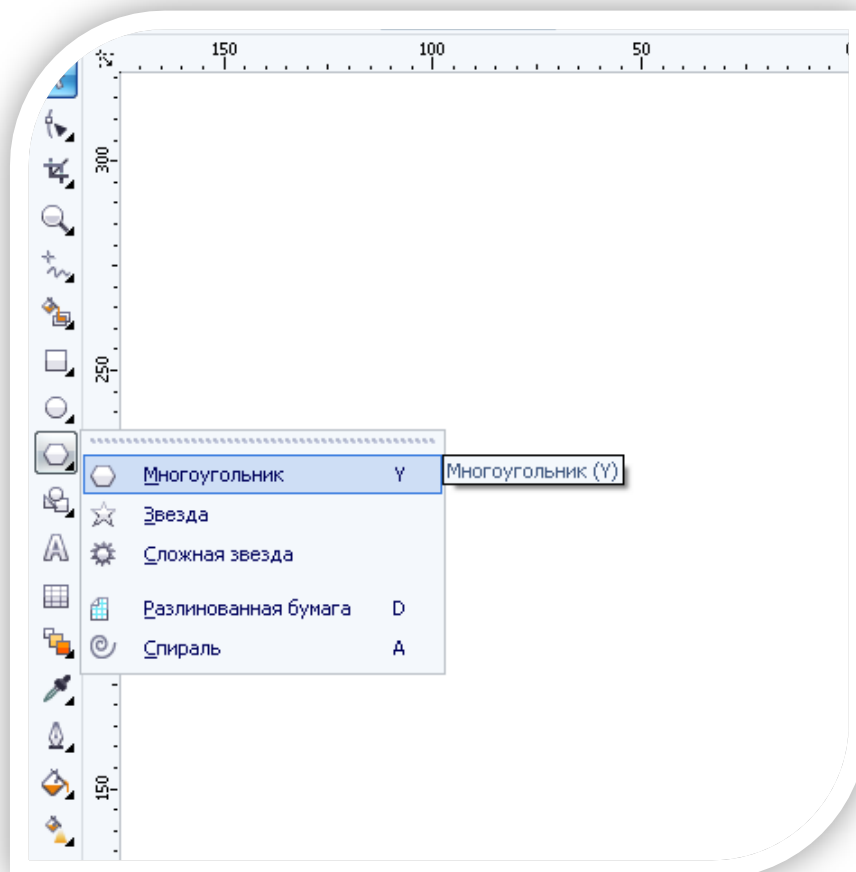 150 100 50
300
250
Многоугольник Y
Многоугольник (Y)
Звезда
Сложная звезда
Разлинованная бумага D
Спираль A
150